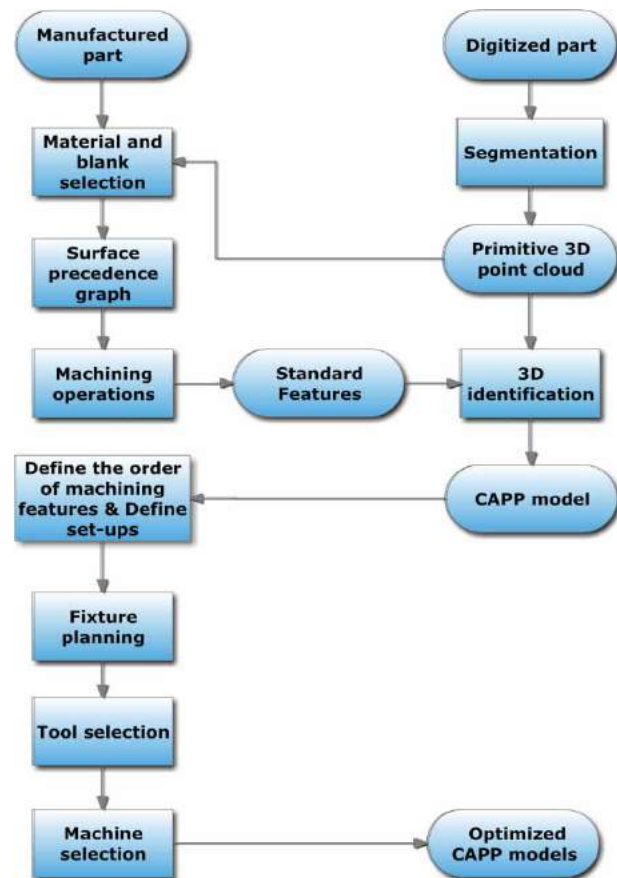 Manufactured
part
Digitized part
Material and
blank
selection
Segmentation
Surface
precedence
graph
Primitive 3D
point cloud
Machining
operations
Standard
Features
3D
identification
Define the order
of machining
features & Define
set-ups
CAPP model
Fixture
planning
Tool selection
Machine
selection
Optimized
CAPP models